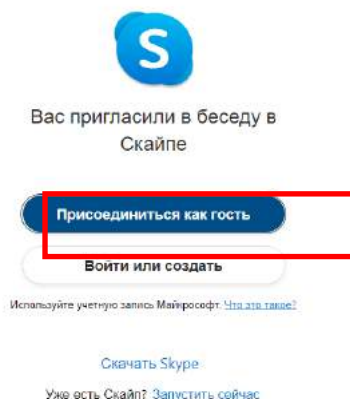 Вас пригласили в беседу в
Скайпе
Присоединиться как гость
Войти или создать
Используйте учетную запись Майкрософт. Что это такое?
Скачать Skype
Уже есть Скайп? Запустить сейчас